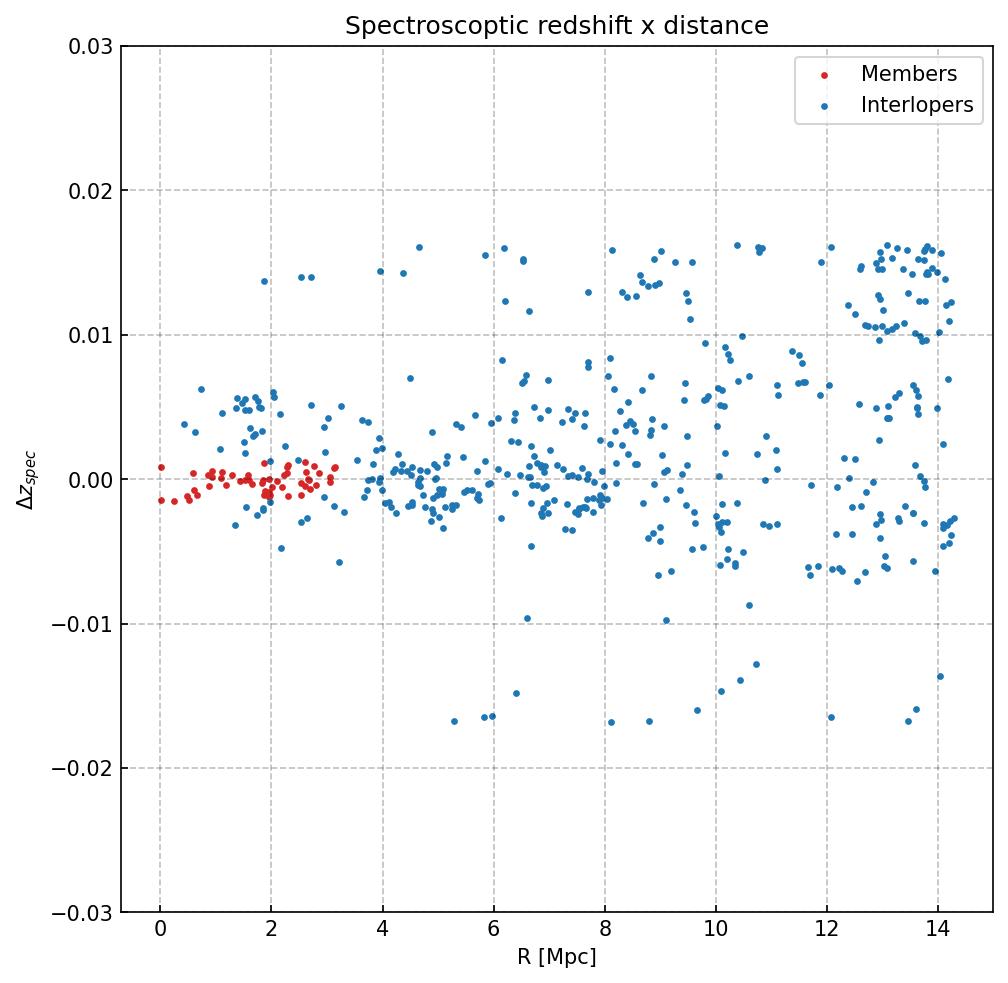 Spectroscoptic redshift x distance
Members
Interlopers
0.03
0.02
0.01
0.00
−0.01
−0.02
−0.03
Δz_spec
0 2 4 6 8 10 12 14
R [Mpc]